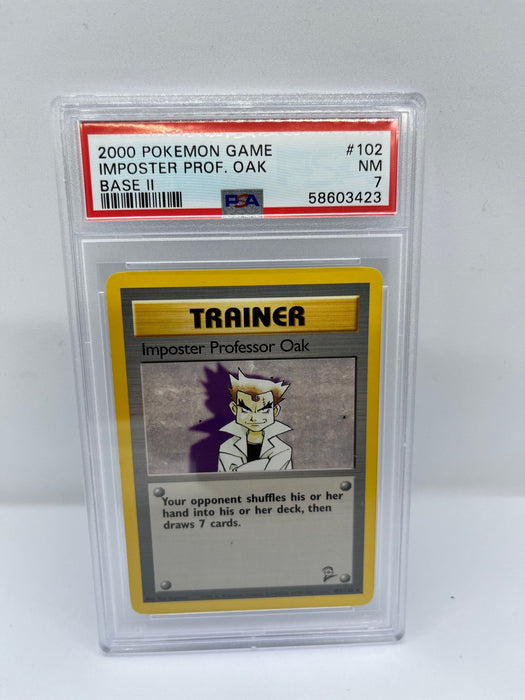 2000 POKEMON GAME #102
IMPOSTER PROF. OAK NM
BASE II 7
PSA 58603423
TRAINER
Imposter Professor Oak
Your opponent shuffles his or her
hand into his or her deck, then
draws 7 cards.